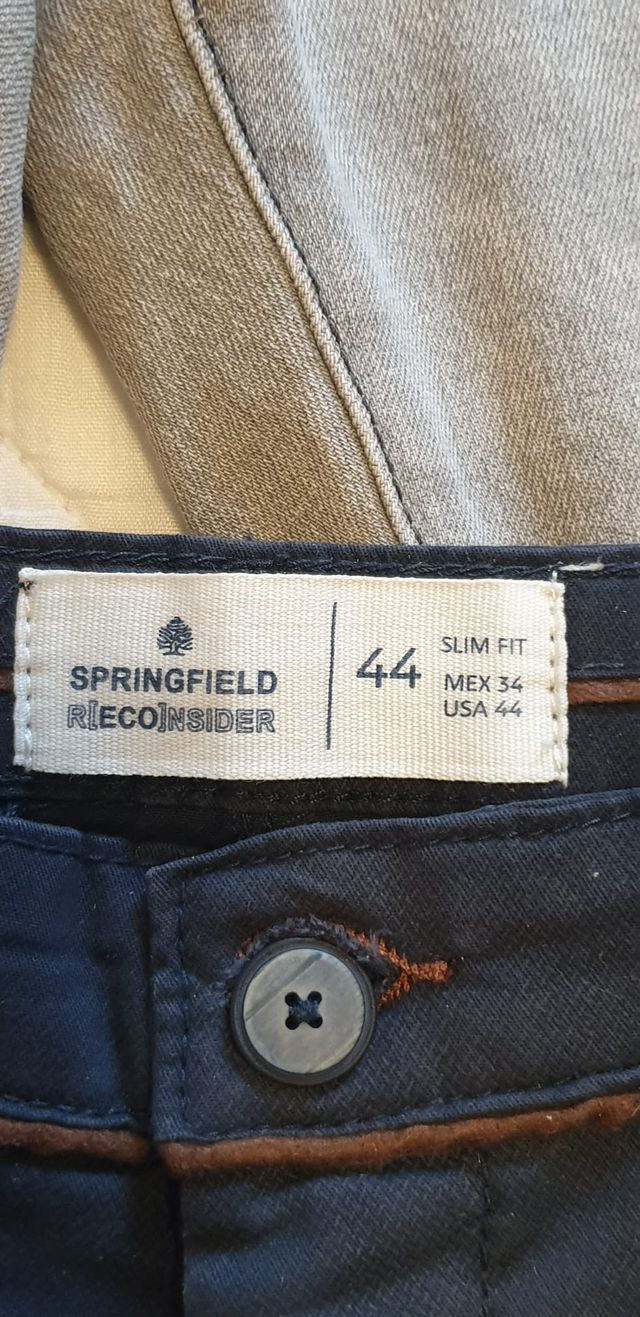 SPRINGFIELD
R[ECO]NSIDER
44
SLIM FIT
MEX 34
USA 44